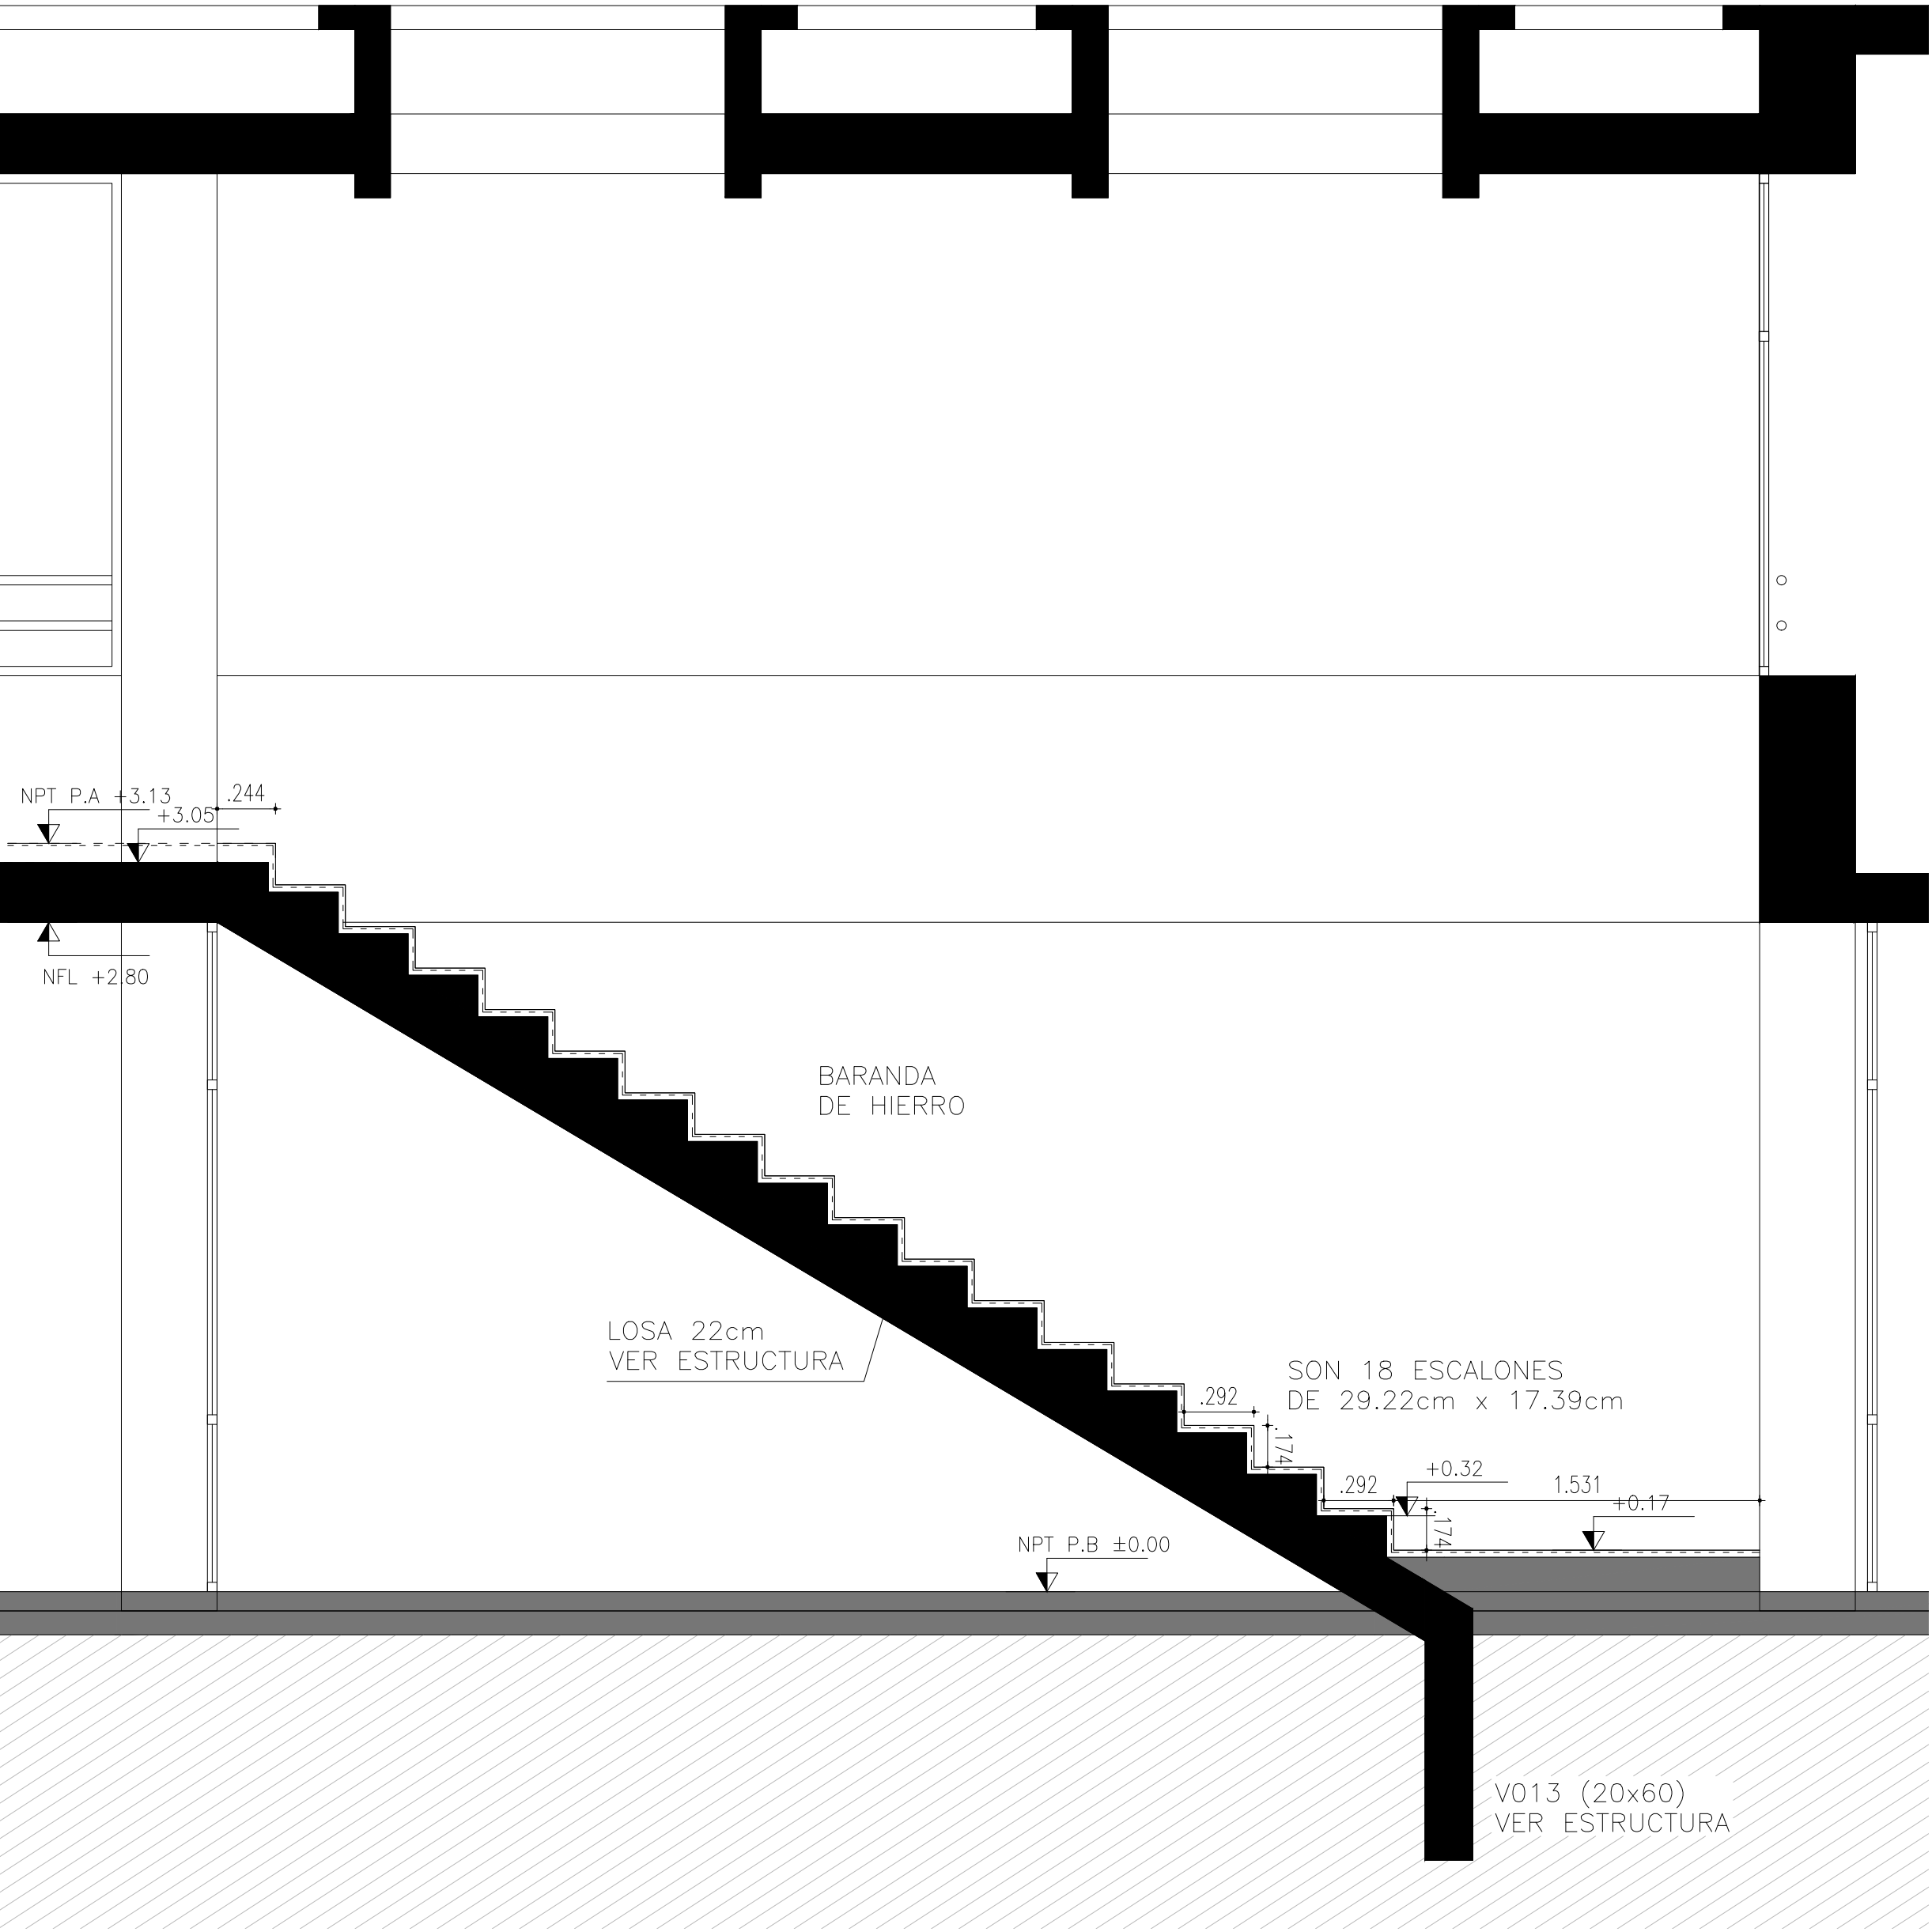 NPT P.A +3.13
.244
+3.05
NFL +2.80
BARANDA
DE HIERRO
LOSA 22cm
VER ESTRUCTURA
SON 18 ESCALONES
DE 29.22cm x 17.39cm
.292
.174
.292
+0.32
1.531
+0.17
.174
NPT P.B ±0.00
V013 (20x60)
VER ESTRUCTURA